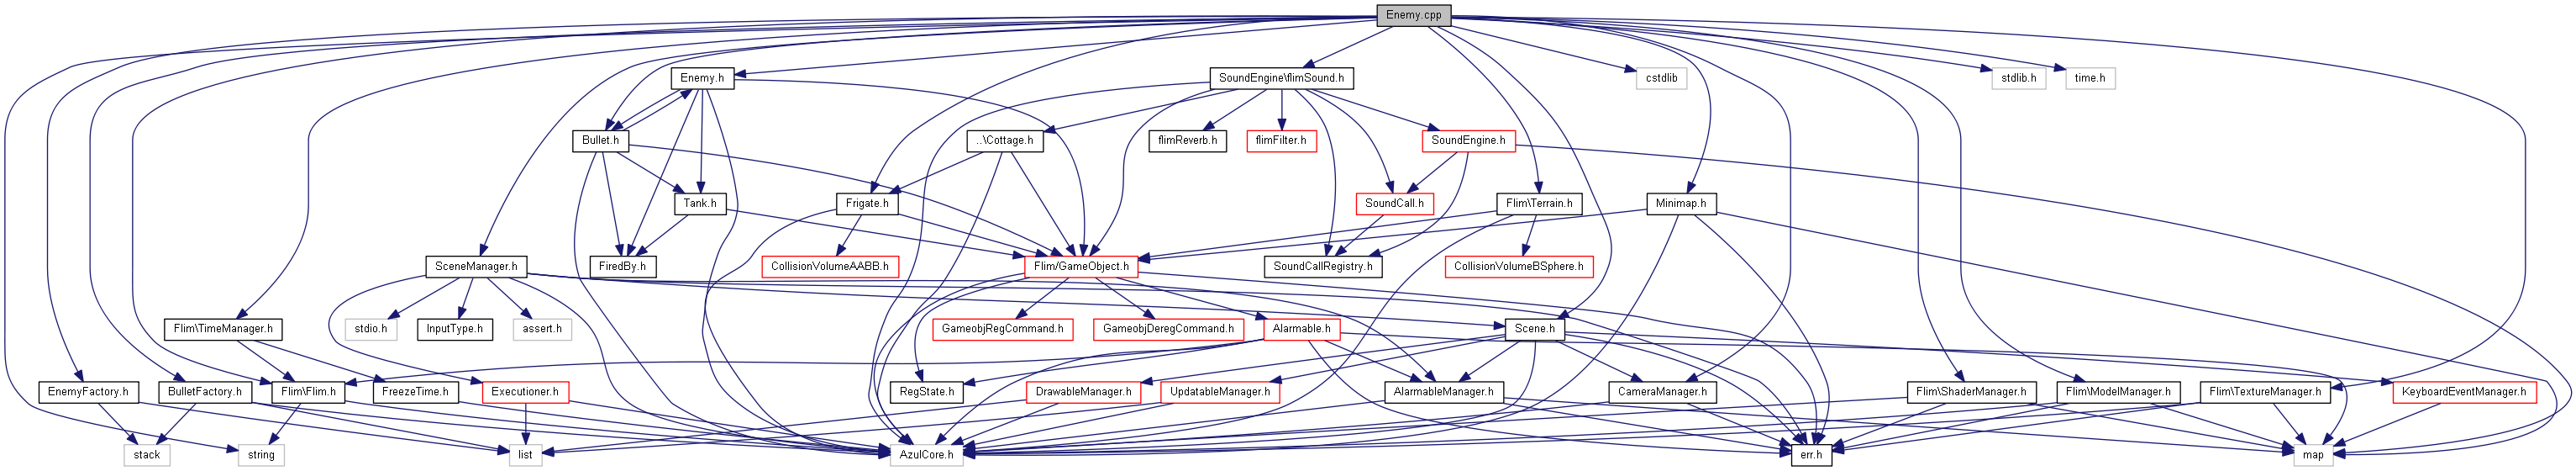 Enemy.cpp
Enemy.h
SoundEngine\flimSound.h
cstdlib
stdlib.h
time.h
Bullet.h
..\Cottage.h
flimReverb.h
flimFilter.h
SoundEngine.h
Tank.h
Frigate.h
SoundCall.h
Flim\Terrain.h
Minimap.h
SceneManager.h
FiredBy.h
CollisionVolumeAABB.h
Flim/GameObject.h
SoundCallRegistry.h
CollisionVolumeBSphere.h
Flim\TimeManager.h
stdio.h
InputType.h
assert.h
GameobjRegCommand.h
GameobjDeregCommand.h
Alarmable.h
Scene.h
EnemyFactory.h
BulletFactory.h
Flim\Flim.h
FreezeTime.h
Executioner.h
RegState.h
DrawableManager.h
UpdatableManager.h
AlarmableManager.h
CameraManager.h
Flim\ShaderManager.h
Flim\ModelManager.h
Flim\TextureManager.h
KeyboardEventManager.h
stack
string
list
AzulCore.h
err.h
map